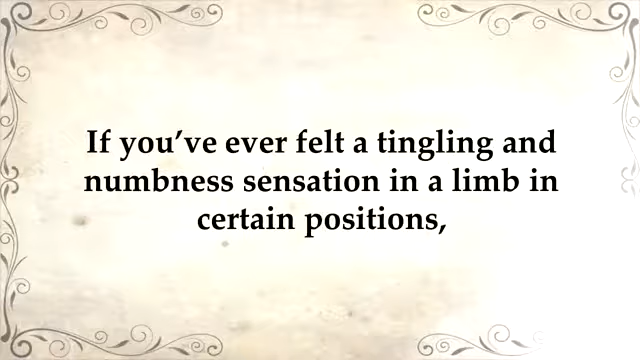 If you’ve ever felt a tingling and
numbness sensation in a limb in
certain positions,